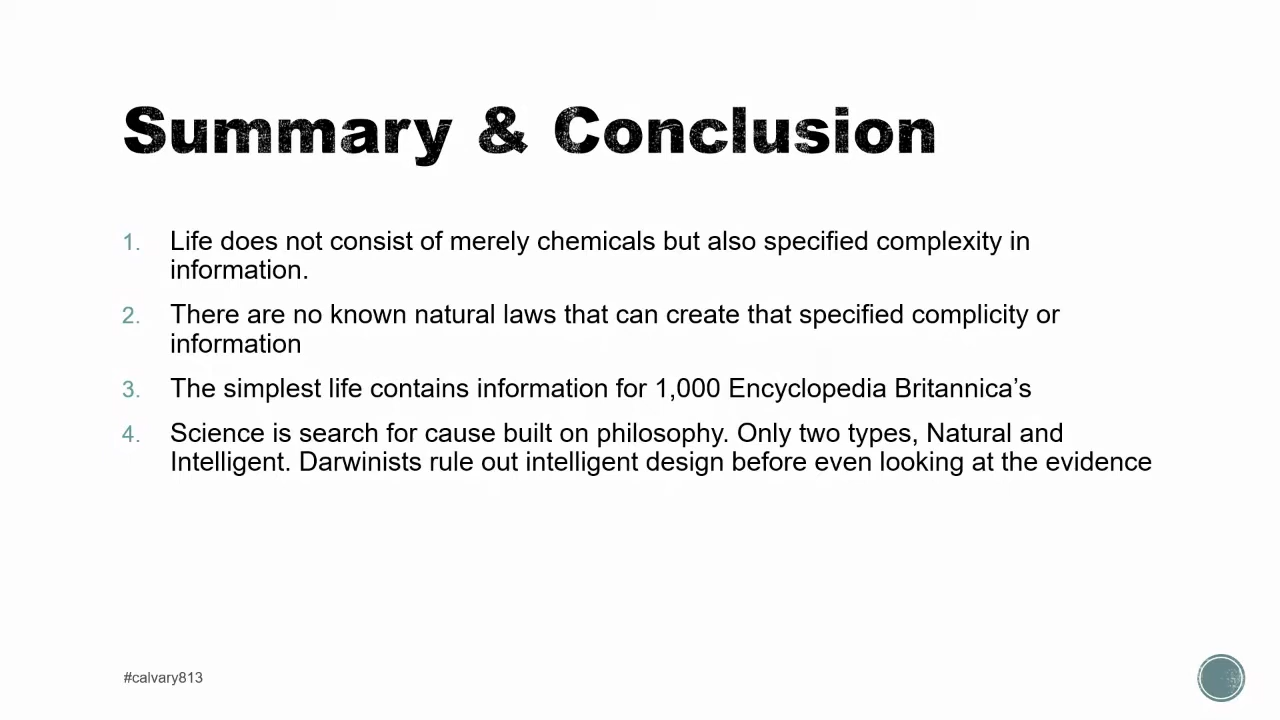 Summary & Conclusion
1. Life does not consist of merely chemicals but also specified complexity in
information.
2. There are no known natural laws that can create that specified complicity or
information
3. The simplest life contains information for 1,000 Encyclopedia Britannica’s
4. Science is search for cause built on philosophy. Only two types, Natural and
Intelligent. Darwinists rule out intelligent design before even looking at the evidence
#calvary813